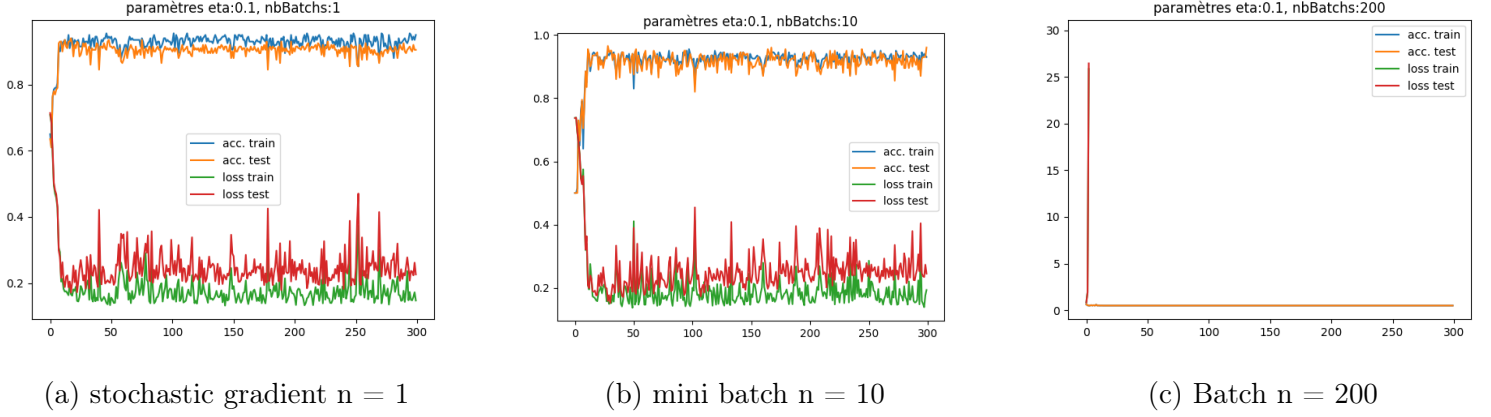 paramètres eta:0.1, nbBatchs:1
0.8
0.6
0.4
0.2
acc. train
acc. test
loss train
loss test
0 50 100 150 200 250 300
(a) stochastic gradient n = 1
paramètres eta:0.1, nbBatchs:10
1.0
0.8
0.6
0.4
0.2
acc. train
acc. test
loss train
loss test
0 50 100 150 200 250 300
(b) mini batch n = 10
paramètres eta:0.1, nbBatchs:200
30
25
20
15
10
5
0
acc. train
acc. test
loss train
loss test
0 50 100 150 200 250 300
(c) Batch n = 200